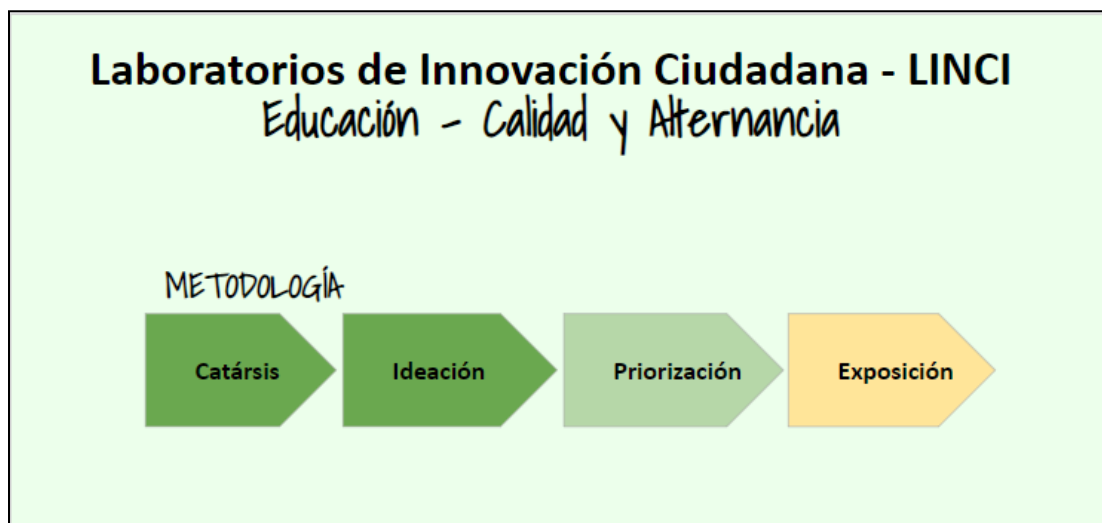 Laboratorios de Innovación Ciudadana - LINCI
Educación - Calidad y Alternancia
METODOLOGÍA
Catársis
Ideación
Priorización
Exposición